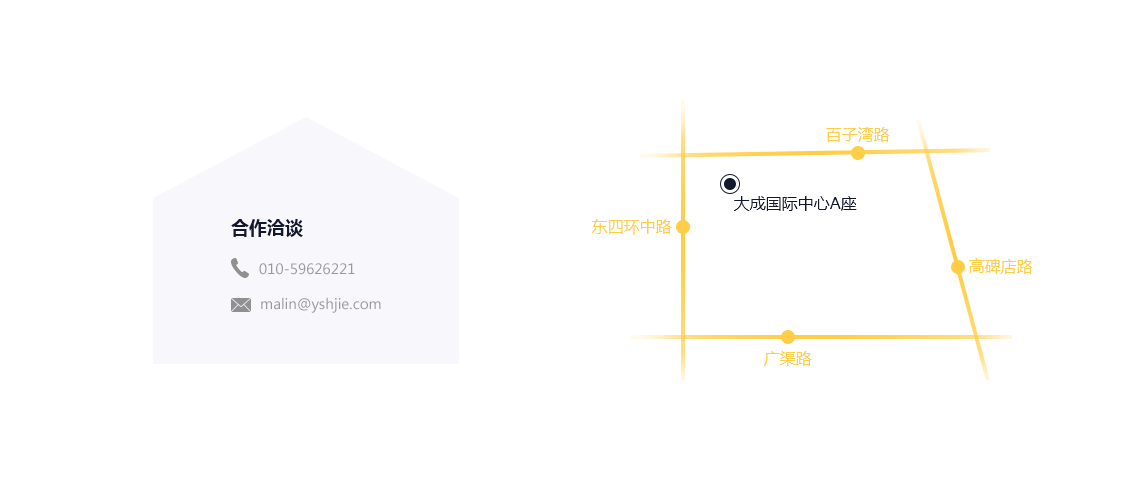 合作洽谈
010-59626221
malin@yshjie.com
百子湾路
大成国际中心A座
东四环中路
高碑店路
广渠路